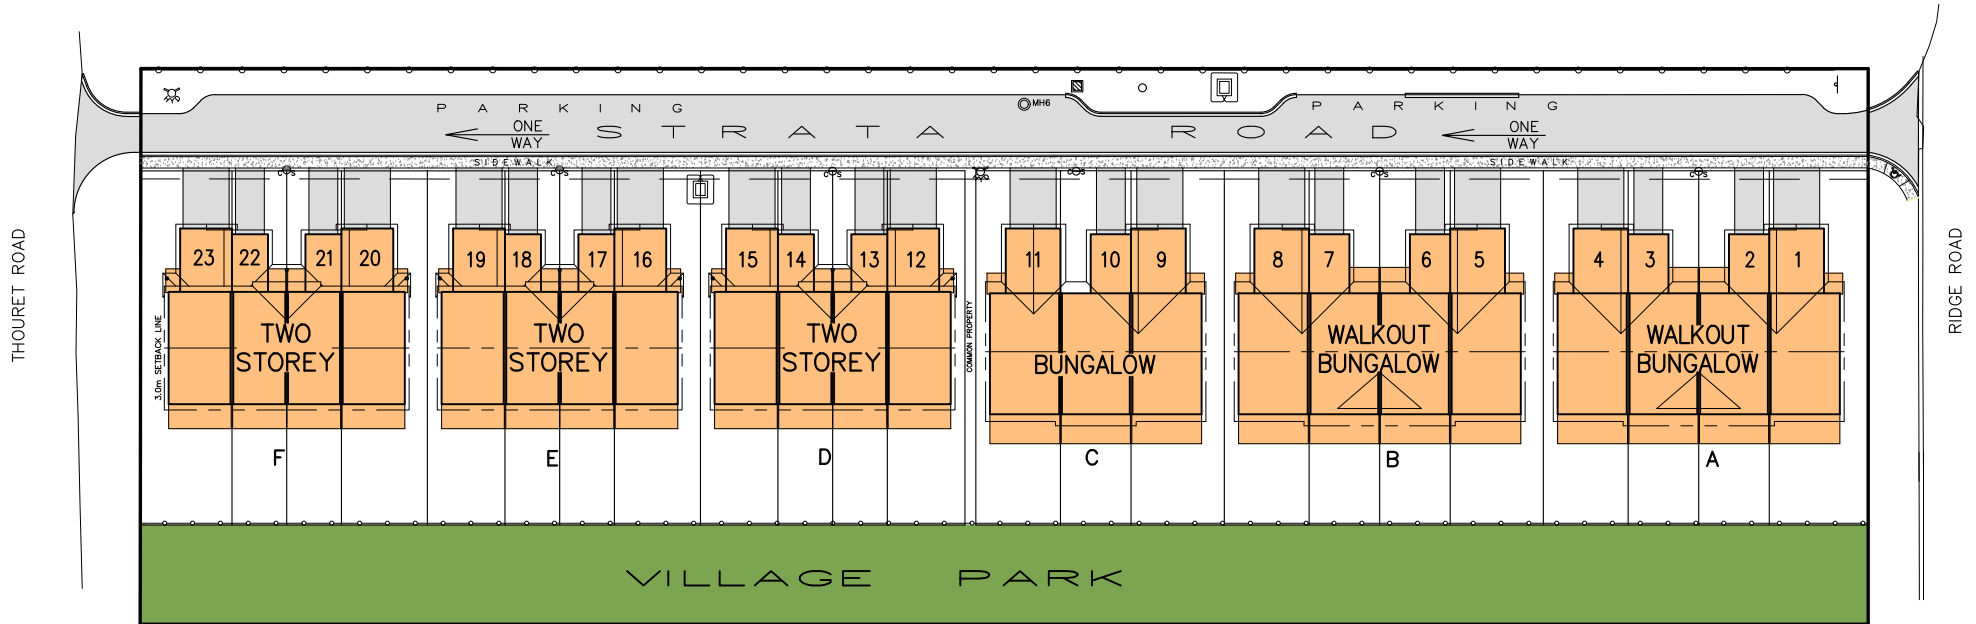 PARKING
MH6
PARKING
ONE
WAY
STRATA ROAD
ONE
WAY
SIDEWALK
SIDEWALK
C S
C S
C S
C S
C S
C S
THOURET ROAD
RIDGE ROAD
23 22 21 20
19 18 17 16
15 14 13 12
11 10 9
8 7 6 5
4 3 2 1
3.0m SETBACK LINE
TWO
STOREY
TWO
STOREY
TWO
STOREY
COMMON PROPERTY
BUNGALOW
WALKOUT
BUNGALOW
WALKOUT
BUNGALOW
F
E
D
C
B
A
VILLAGE PARK